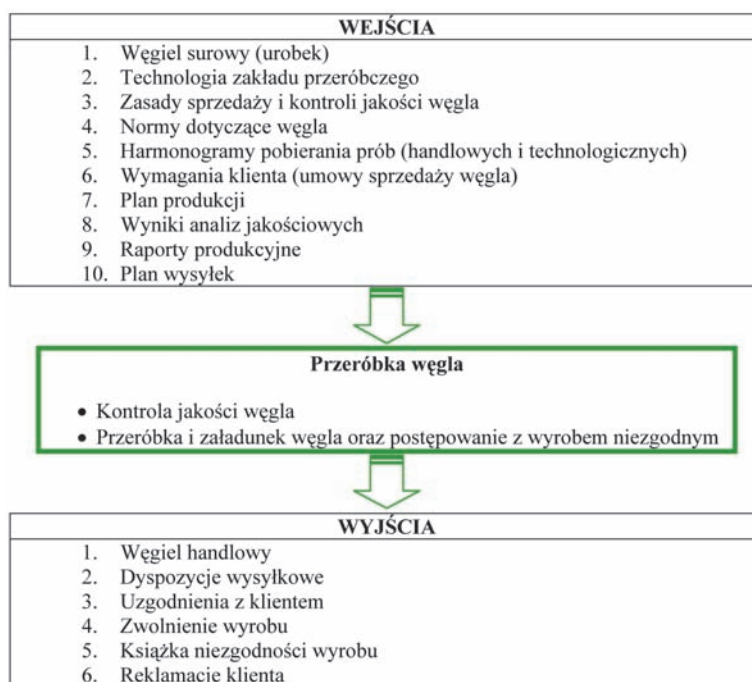 WEJŚCIA
1. Węgiel surowy (urobek)
2. Technologia zakładu przeróbczego
3. Zasady sprzedaży i kontroli jakości węgla
4. Normy dotyczące węgla
5. Harmonogramy pobierania prób (handlowych i technologicznych)
6. Wymagania klienta (umowy sprzedaży węgla)
7. Plan produkcji
8. Wyniki analiz jakościowych
9. Raporty produkcyjne
10. Plan wysyłek
Przeróbka węgla
• Kontrola jakości węgla
• Przeróbka i załadunek węgla oraz postępowanie z wyrobem niezgodnym
WYJŚCIA
1. Węgiel handlowy
2. Dyspozycje wysyłkowe
3. Uzgodnienia z klientem
4. Zwolnienie wyrobu
5. Książka niezgodności wyrobu
6. Reklamacje klienta